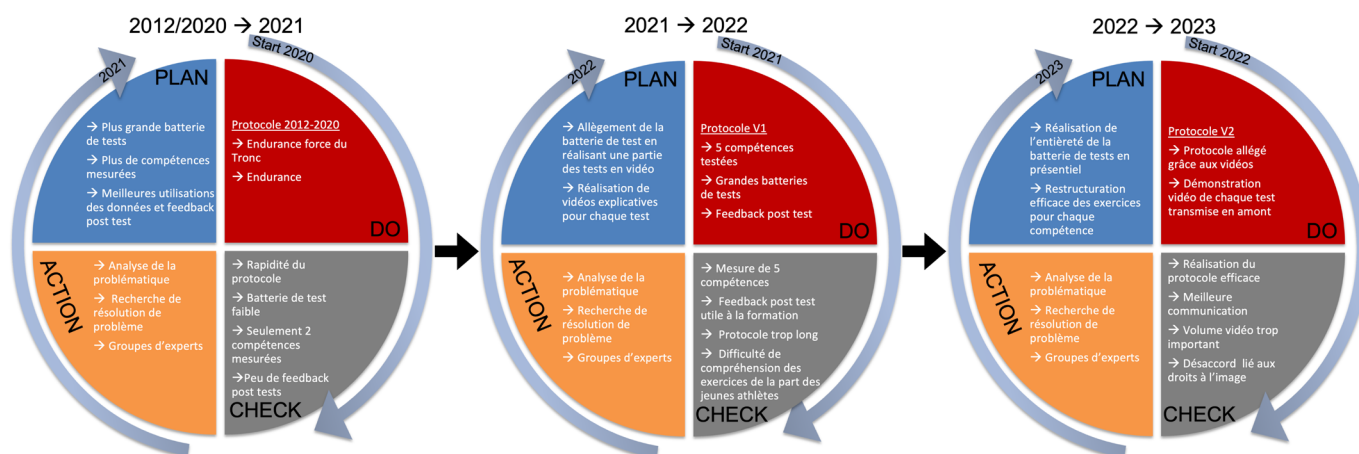 2012/2020 → 2021
Start 2020
2021
PLAN
→ Plus grande batterie
de tests
→ Plus de compétences
mesurées
→ Meilleures utilisations
des données et feedback
post test
Protocole 2012-2020
→ Endurance force du
Tronc
→ Endurance
DO
ACTION
→ Analyse de la
problématique
→ Recherche de
résolution de
problème
→ Groupes d’experts
→ Rapidité du
protocole
→ Batterie de test
faible
→ Seulement 2
compétences
mesurées
→Peu de feedback
post tests
CHECK
2021 → 2022
Start 2021
2022
PLAN
→ Allègement de la
batterie de test en
réalisant une partie
des tests en vidéo
→ Réalisation de
vidéos explicatives
pour chaque test
Protocole V1
→ 5 compétences
testées
→ Grandes batteries
de tests
→ Feedback post test
DO
ACTION
→ Analyse de la
problématique
→ Recherche de
résolution de
problème
→ Groupes d’experts
→ Mesure de 5
compétences
→ Feedback post test
utile à la formation
→ Protocole trop long
→ Difficulté de
compréhension des
exercices de la part des
jeunes athlètes
CHECK
2022 → 2023
Start 2022
2023
PLAN
→ Réalisation de
l’entièreté de la
batterie de tests en
présentiel
→ Restructuration
efficace des exercices
pour chaque
compétence
Protocole V2
→ Protocole allégé
grâce aux vidéos
→ Démonstration
vidéo de chaque test
transmise en amont
DO
ACTION
→ Analyse de la
problématique
→ Recherche de
résolution de
problème
→ Groupes d’experts
→ Réalisation du
protocole efficace
→ Meilleure
communication
→ Volume vidéo trop
important
→ Désaccord lié aux
droits à l’image
CHECK